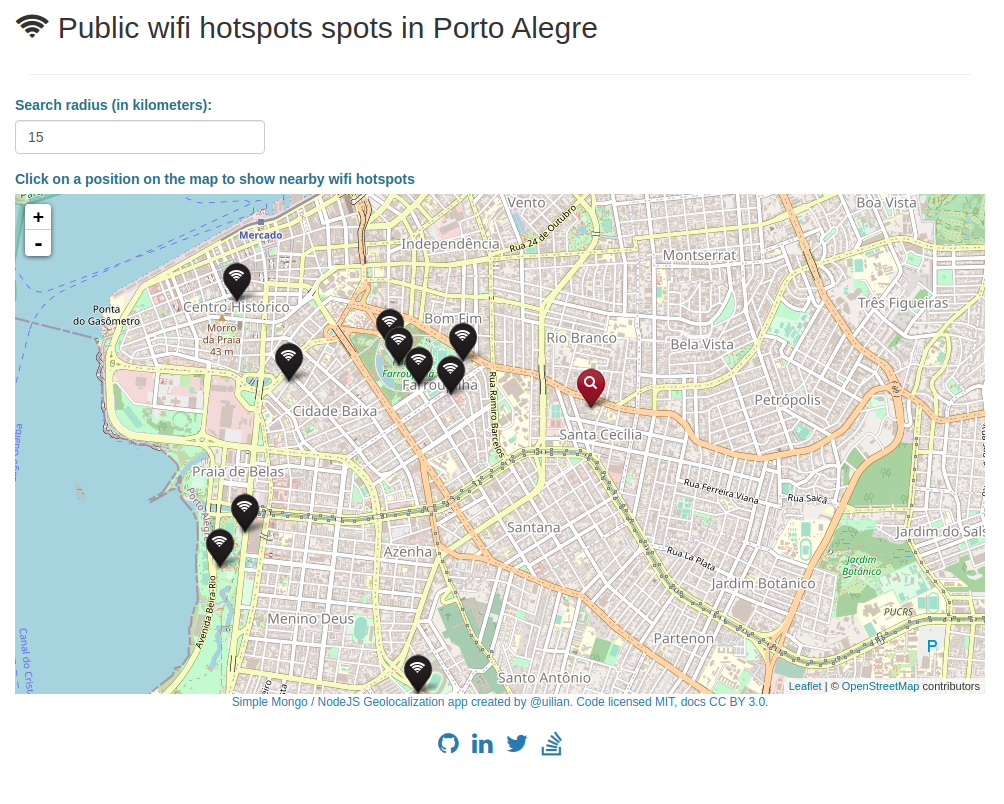 Public wifi hotspots spots in Porto Alegre
Search radius (in kilometers):
15
Click on a position on the map to show nearby wifi hotspots
+
-
Mercado
Vento
Boa Vista
Independência
Rua 24 de Outubro
Montserrat
Centro Histórico
Ponta
do Gasômetro
Morro
da Praia
43 m
Bom Fim
Três Figueiras
Rio Branco
Bela Vista
Farroupilha
Rua Ramiro Barcelos
Cidade Baixa
Petrópolis
Santa Cecília
Praia de Belas
Rua Ferreira Viana
Rua Saicã
Santana
Jardim do Sals
Azenha
Rua La Plata
Jardim
Botânico
Jardim Botânico
Avenida Beira-Rio
Menino Deus
PUCRS
Partenon
P
Canal do Crist
Santo Antônio
Leaflet | © OpenStreetMap contributors
Simple Mongo / NodeJS Geolocalization app created by @uilian. Code licensed MIT, docs CC BY 3.0.